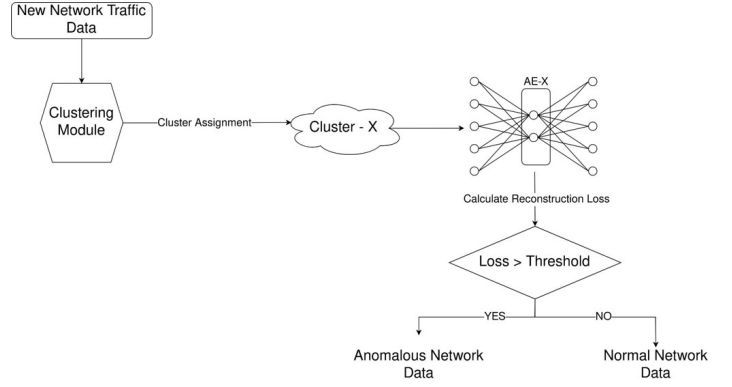 New Network Traffic
Data
Clustering
Module
Cluster Assignment
Cluster - X
AE-X
Calculate Reconstruction Loss
Loss > Threshold
YES
NO
Anomalous Network
Data
Normal Network
Data